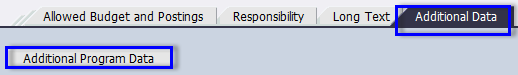 Allowed Budget and Postings Responsibility Long Text Additional Data
Additional Program Data